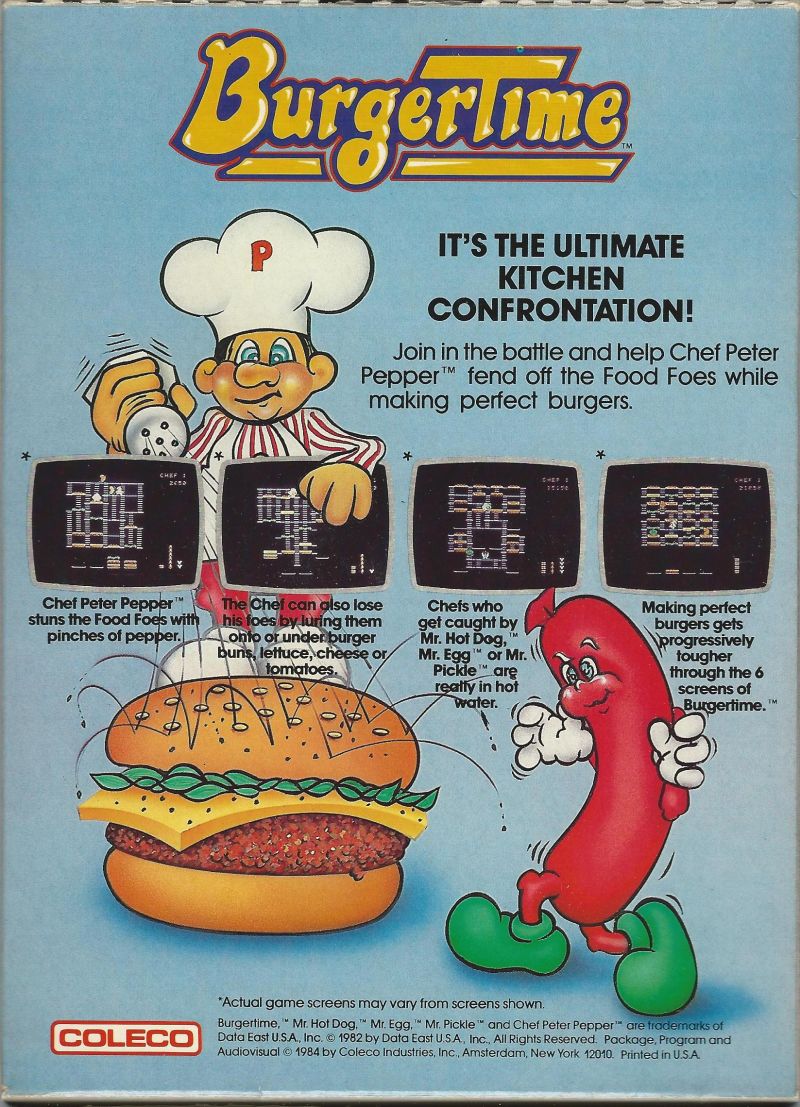 BurgerTime™
P
IT'S THE ULTIMATE
KITCHEN
CONFRONTATION!
Join in the battle and help Chef Peter
Pepper™ fend off the Food Foes while
making perfect burgers.
*
CHEF 1
*
*
CHEF 1
*
CHEF 1
Chef Peter Pepper™
stuns the Food Foes with
pinches of pepper.
The Chef can also lose
his foes by luring them
onto or under burger
buns, lettuce, cheese or
tomatoes.
Chefs who
get caught by
Mr. Hot Dog,™
Mr. Egg™ or Mr.
Pickle™ are
really in hot
water.
Making perfect
burgers gets
progressively
tougher
through the 6
screens of
Burgertime.™
*Actual game screens may vary from screens shown.
COLECO
Burgertime,™ Mr. Hot Dog,™ Mr. Egg,™ Mr. Pickle™ and Chef Peter Pepper™ are trademarks of
Data East U.S.A., Inc. © 1982 by Data East U.S.A., Inc., All Rights Reserved. Package, Program and
Audiovisual © 1984 by Coleco Industries, Inc., Amsterdam, New York 12010. Printed in U.S.A.